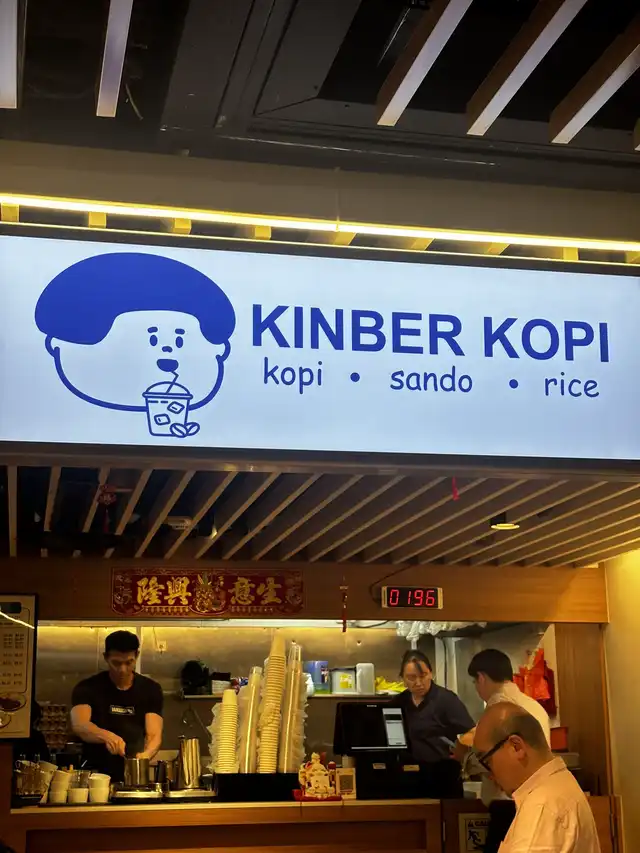 KINBER KOPI
kopi • sando • rice
隆興 意生
0196